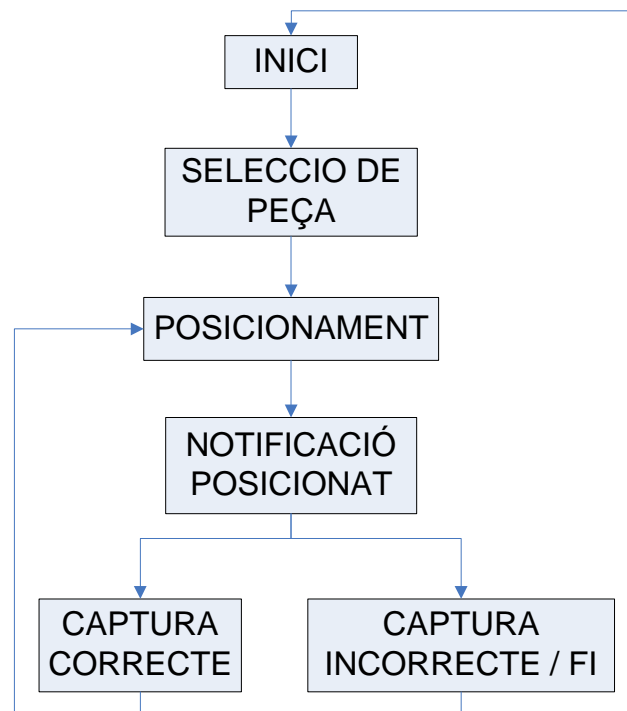 INICI
SELECCIO DE
PEÇA
POSICIONAMENT
NOTIFICACIÓ
POSICIONAT
CAPTURA
CORRECTE
CAPTURA
INCORRECTE / FI